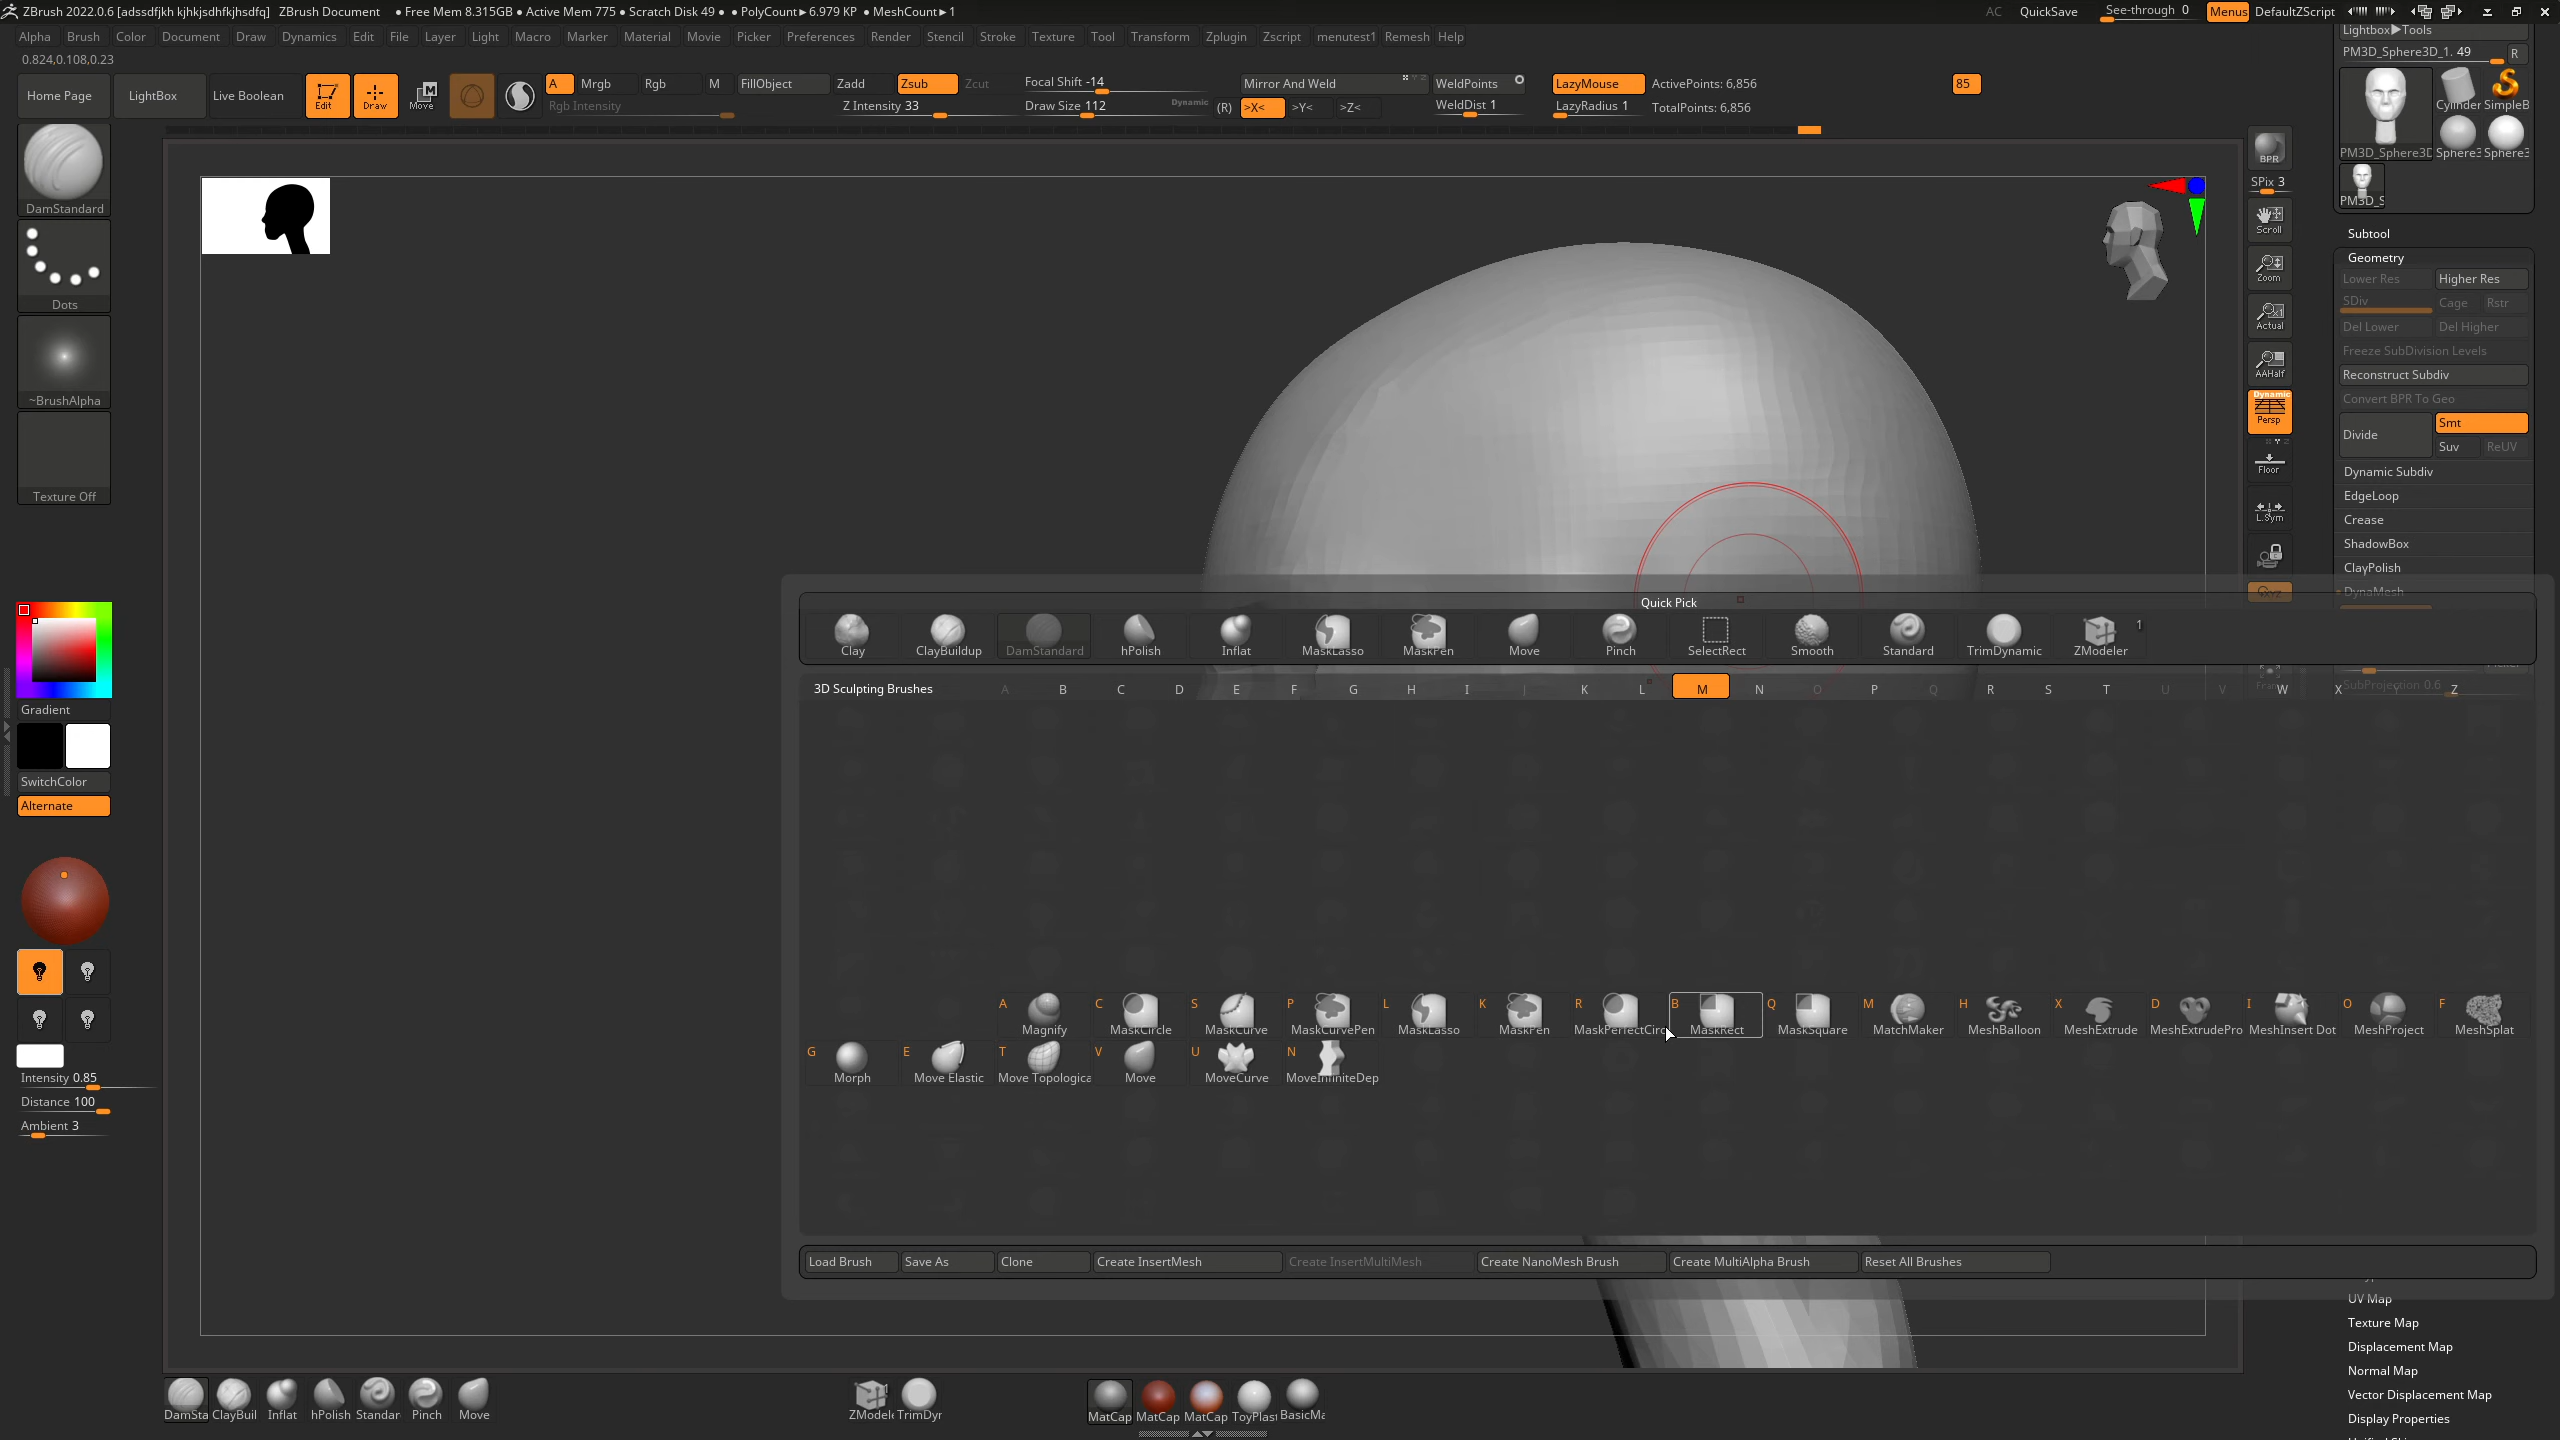 ZBrush 2022.0.6 [adssdfjkh kjhkjsdhfkjhsdfq] ZBrush Document • Free Mem 8.315GB • Active Mem 775 • Scratch Disk 49 • • PolyCount►6.979 KP • MeshCount►1 AC QuickSave See-through 0 Menus DefaultZScript
Alpha Brush Color Document Draw Dynamics Edit File Layer Light Macro Marker Material Movie Picker Preferences Render Stencil Stroke Texture Tool Transform Zplugin Zscript menutest1 Remesh Help
0.824,0.108,0.23
Home Page LightBox Live Boolean Edit Draw Move
A Mrgb Rgb M FillObject Zadd Zsub Zcut Focal Shift -14 Mirror And Weld WeldPoints LazyMouse ActivePoints: 6,856 85
Rgb Intensity Z Intensity 33 Draw Size 112 Dynamic (R) >X< >Y< >Z< WeldDist 1 LazyRadius 1 TotalPoints: 6,856
DamStandard
Dots
~BrushAlpha
Texture Off
Gradient
SwitchColor
Alternate
Intensity 0.85
Distance 100
Ambient 3
BPR
SPix 3
Scroll
Zoom
Actual
AAHalf
Dynamic
Persp
Floor
L.Sym
Lightbox►Tools
PM3D_Sphere3D_1. 49 R
Cylinder SimpleB
PM3D_Sphere3D Sphere3 Sphere3
PM3D_S
Subtool
Geometry
Lower Res Higher Res
SDiv Cage Rstr
Del Lower Del Higher
Freeze SubDivision Levels
Reconstruct Subdiv
Convert BPR To Geo
Divide Smt
Suv ReUV
Dynamic Subdiv
EdgeLoop
Crease
ShadowBox
ClayPolish
DynaMesh
SubProjection 0.6
Quick Pick
1
Clay ClayBuildup DamStandard hPolish Inflat MaskLasso MaskPen Move Pinch SelectRect Smooth Standard TrimDynamic ZModeler
3D Sculpting Brushes A B C D E F G H I J K L M N O P Q R S T U V W X Y Z
A C S P L K R B Q M H X D I O F
Magnify MaskCircle MaskCurve MaskCurvePen MaskLasso MaskPen MaskPerfectCirc MaskRect MaskSquare MatchMaker MeshBalloon MeshExtrude MeshExtrudePro MeshInsert Dot MeshProject MeshSplat
G E T V U N
Morph Move Elastic Move Topologica Move MoveCurve MoveInfiniteDep
Load Brush Save As Clone Create InsertMesh Create InsertMultiMesh Create NanoMesh Brush Create MultiAlpha Brush Reset All Brushes
UV Map
Texture Map
Displacement Map
Normal Map
Vector Displacement Map
Display Properties
DamSta ClayBuil Inflat hPolish Standar Pinch Move ZModele TrimDyr MatCap MatCap MatCap ToyPlast BasicMa